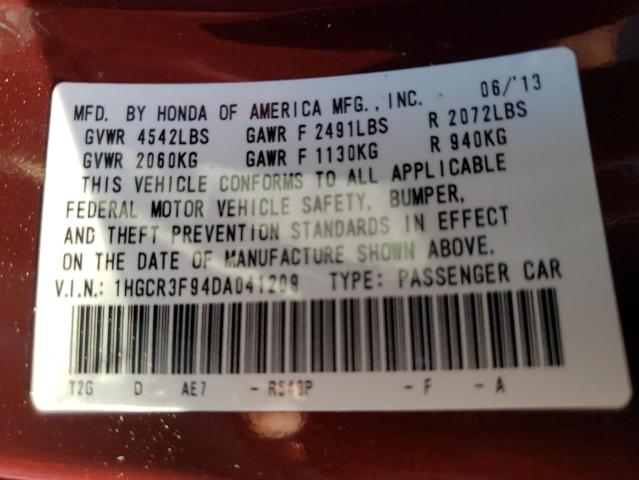 MFD. BY HONDA OF AMERICA MFG., INC. 06/'13
GVWR 4542LBS GAWR F 2491LBS R 2072LBS
GVWR 2060KG GAWR F 1130KG R 940KG
THIS VEHICLE CONFORMS TO ALL APPLICABLE
FEDERAL MOTOR VEHICLE SAFETY, BUMPER,
AND THEFT PREVENTION STANDARDS IN EFFECT
ON THE DATE OF MANUFACTURE SHOWN ABOVE.
V.I.N.: 1HGCR3F94DA041209 TYPE: PASSENGER CAR
T2G D AE7 - R543P - F - A